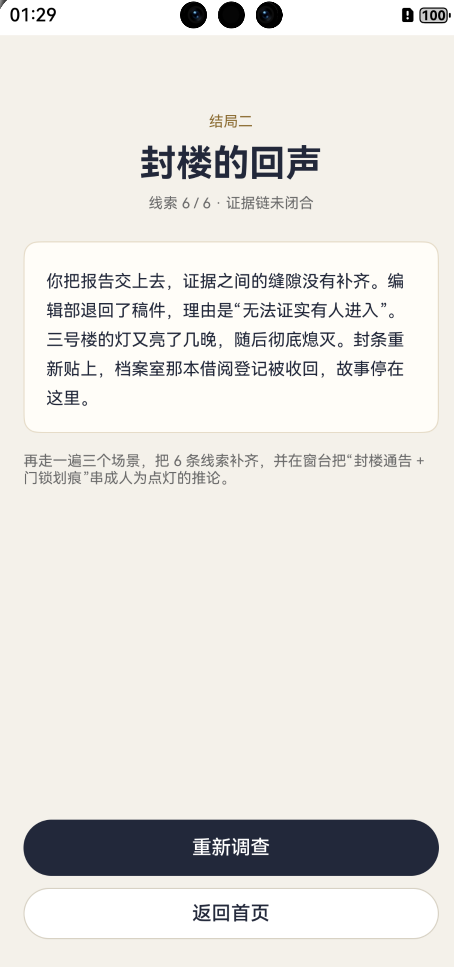 01:29
100
结局二
封楼的回声
线索 6 / 6 · 证据链未闭合
你把报告交上去，证据之间的缝隙没有补齐。编
辑部退回了稿件，理由是“无法证实有人进入”。
三号楼的灯又亮了几晚，随后彻底熄灭。封条重
新贴上，档案室那本借阅登记被收回，故事停在
这里。
再走一遍三个场景，把 6 条线索补齐，并在窗台把“封楼通告 +
门锁划痕”串成人为点灯的推论。
重新调查
返回首页